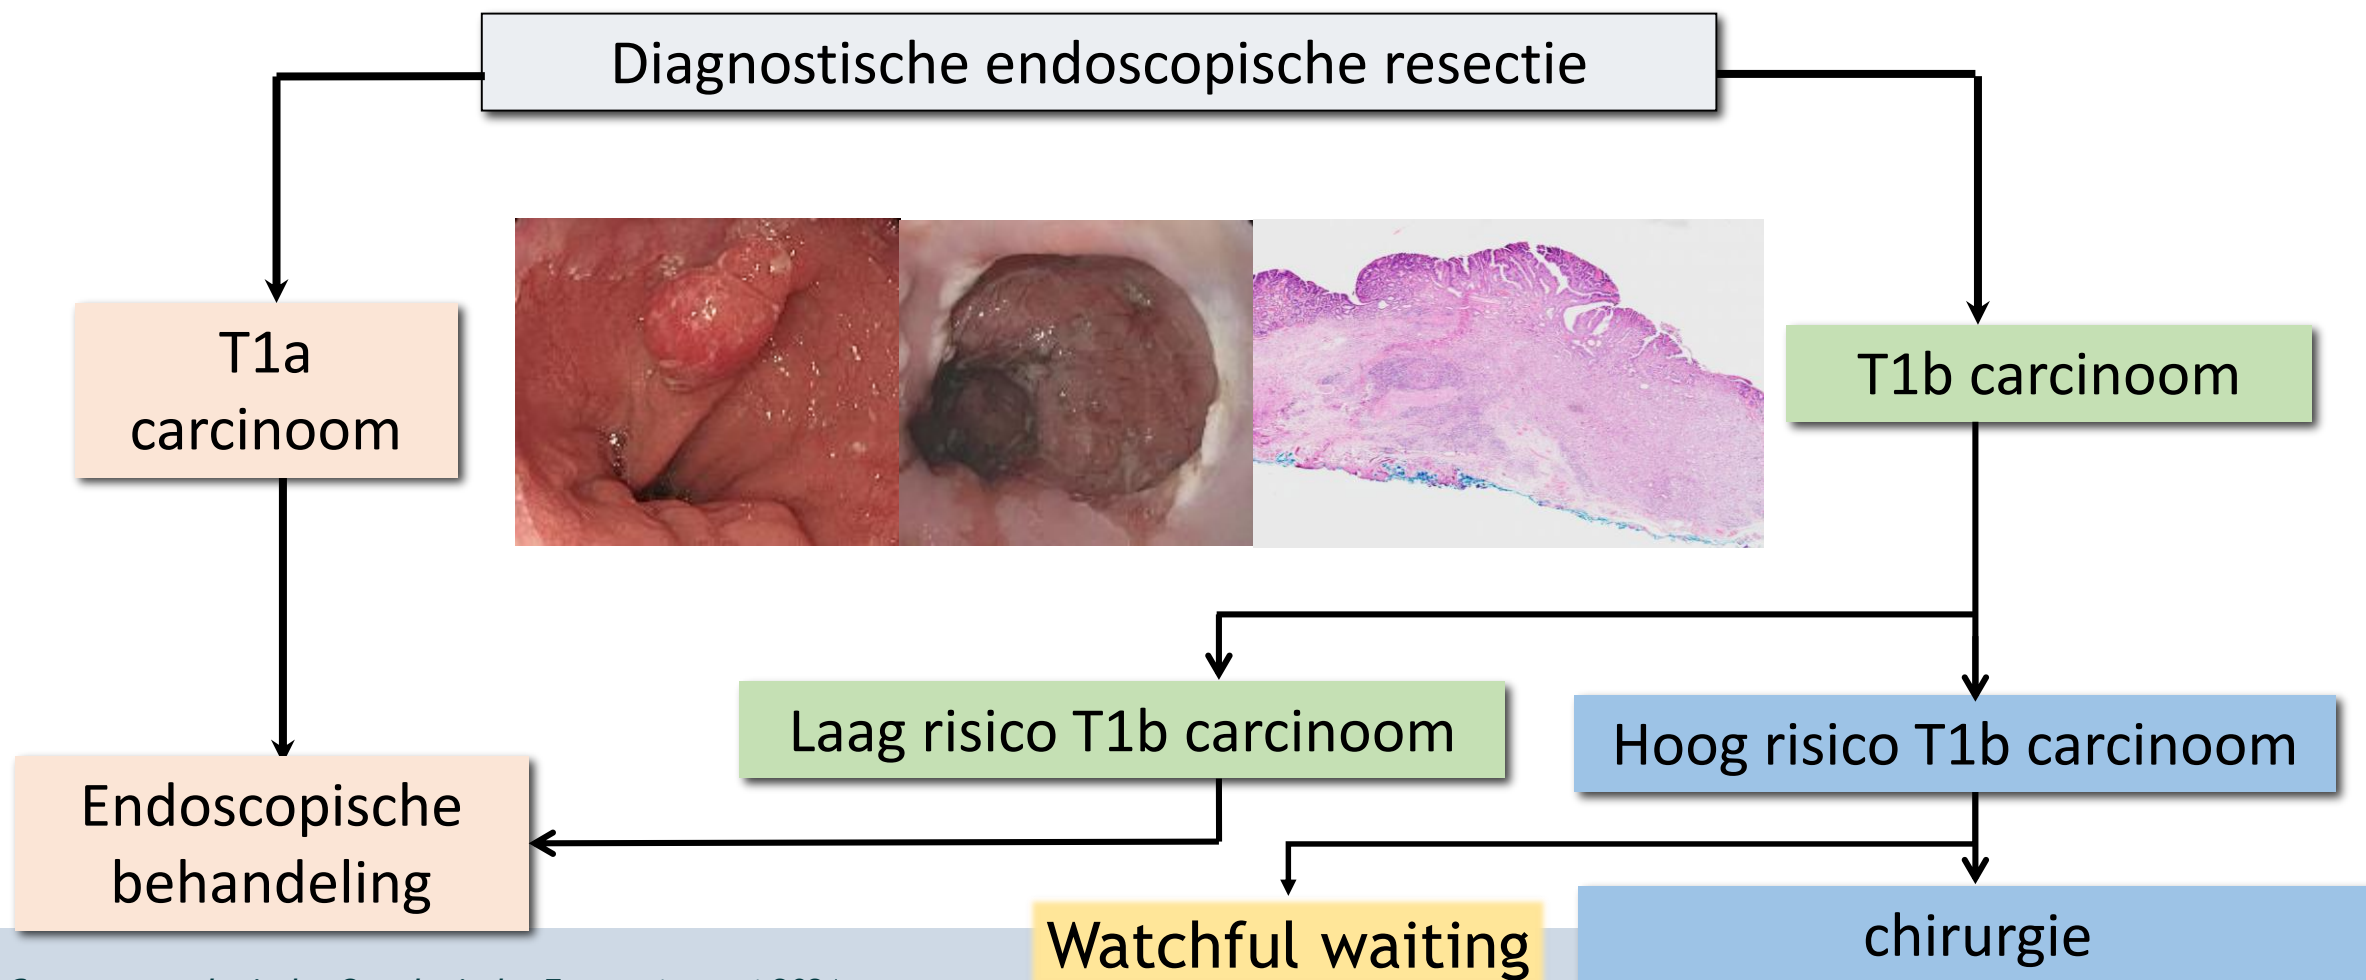 Diagnostische endoscopische resectie
T1a
carcinoom
T1b carcinoom
Laag risico T1b carcinoom
Hoog risico T1b carcinoom
Endoscopische
behandeling
Watchful waiting
chirurgie